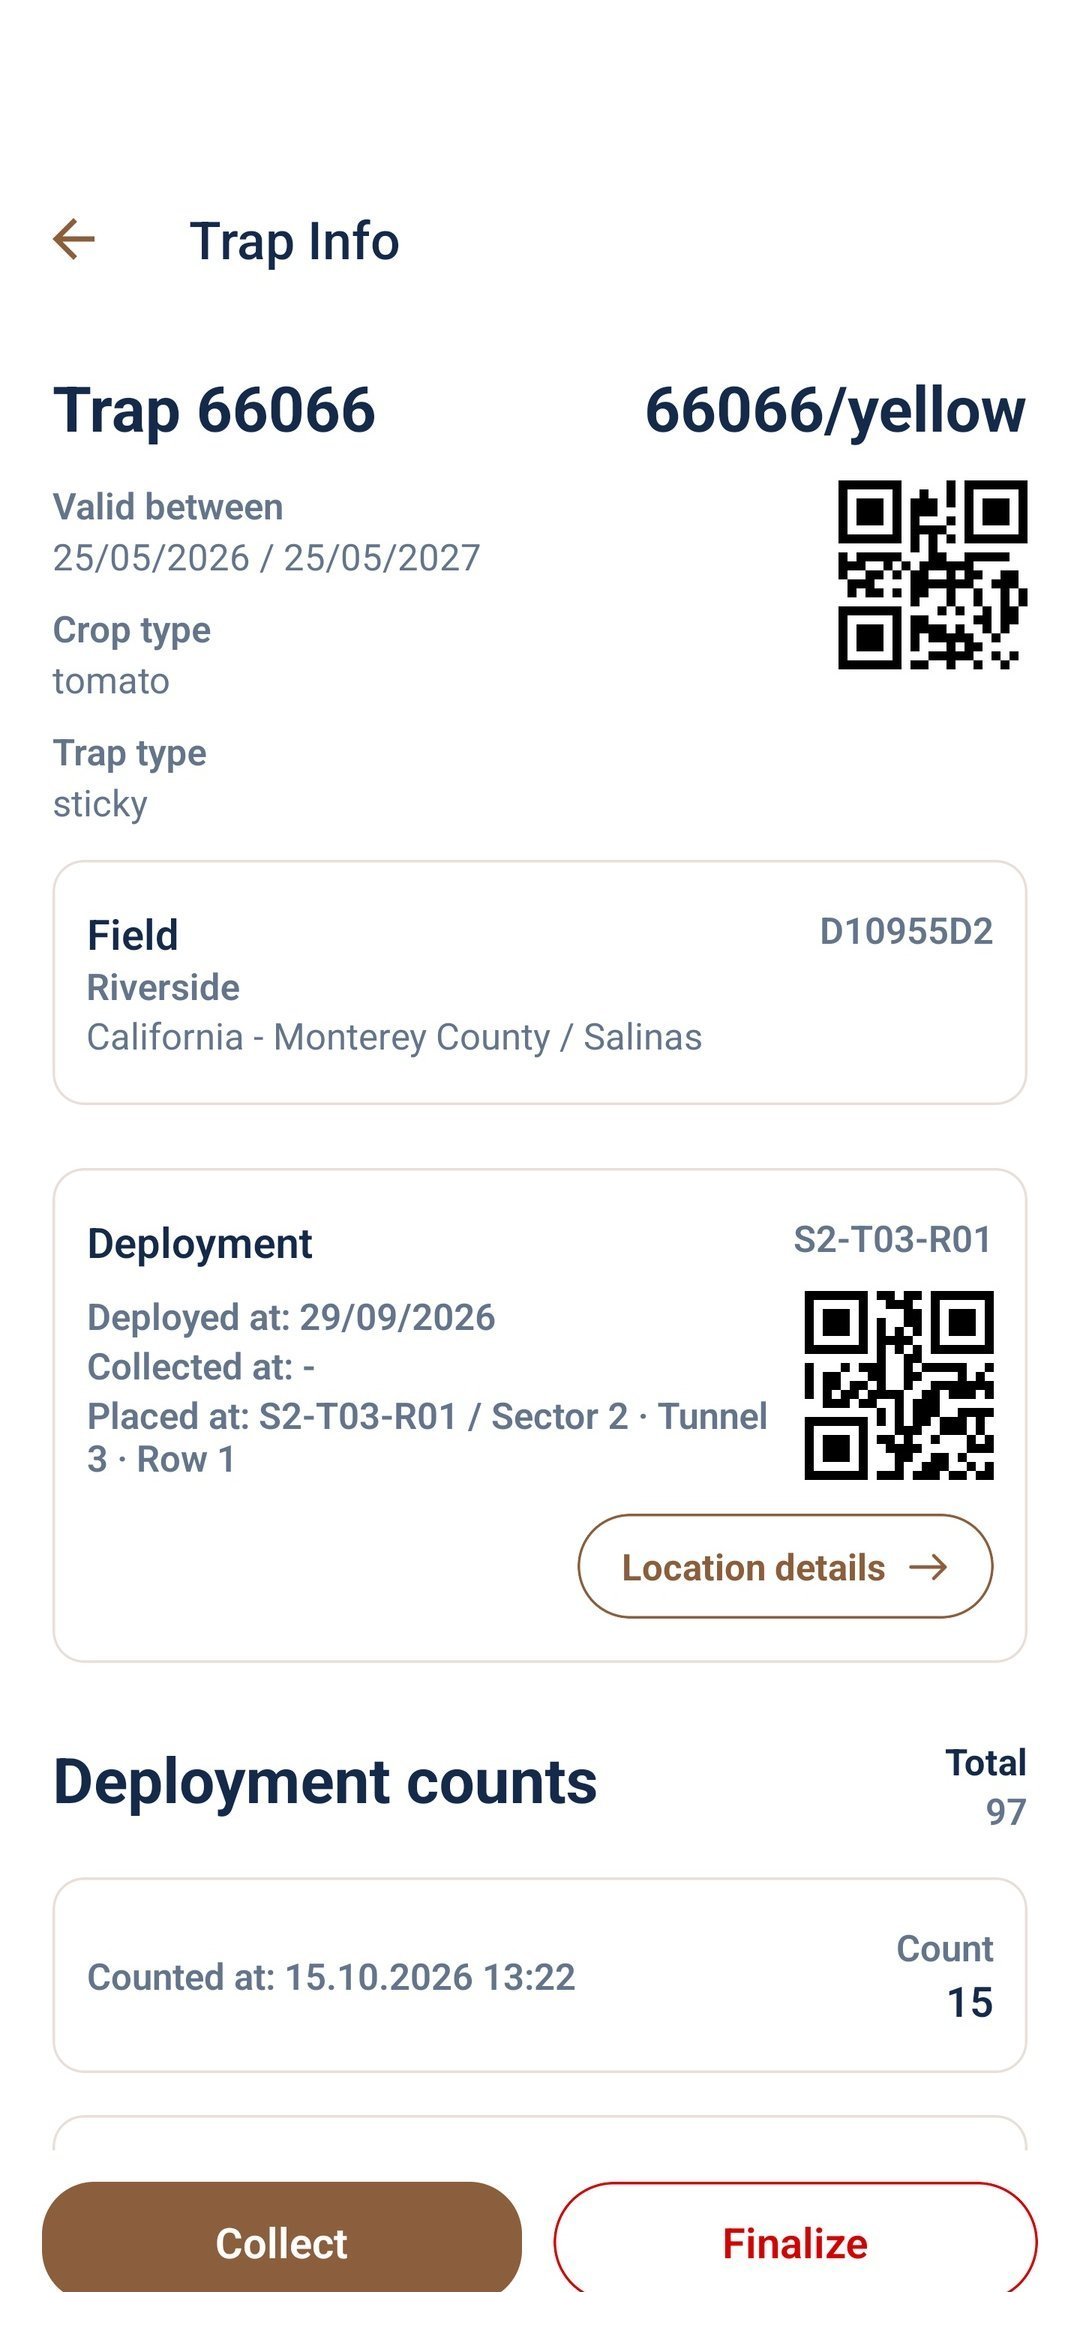 Trap Info
Trap 66066
66066/yellow
Valid between
25/05/2026 / 25/05/2027
Crop type
tomato
Trap type
sticky
Field
D10955D2
Riverside
California - Monterey County / Salinas
Deployment
S2-T03-R01
Deployed at: 29/09/2026
Collected at: -
Placed at: S2-T03-R01 / Sector 2 · Tunnel
3 · Row 1
Location details
Deployment counts
Total
97
Counted at: 15.10.2026 13:22
Count
15
Collect
Finalize